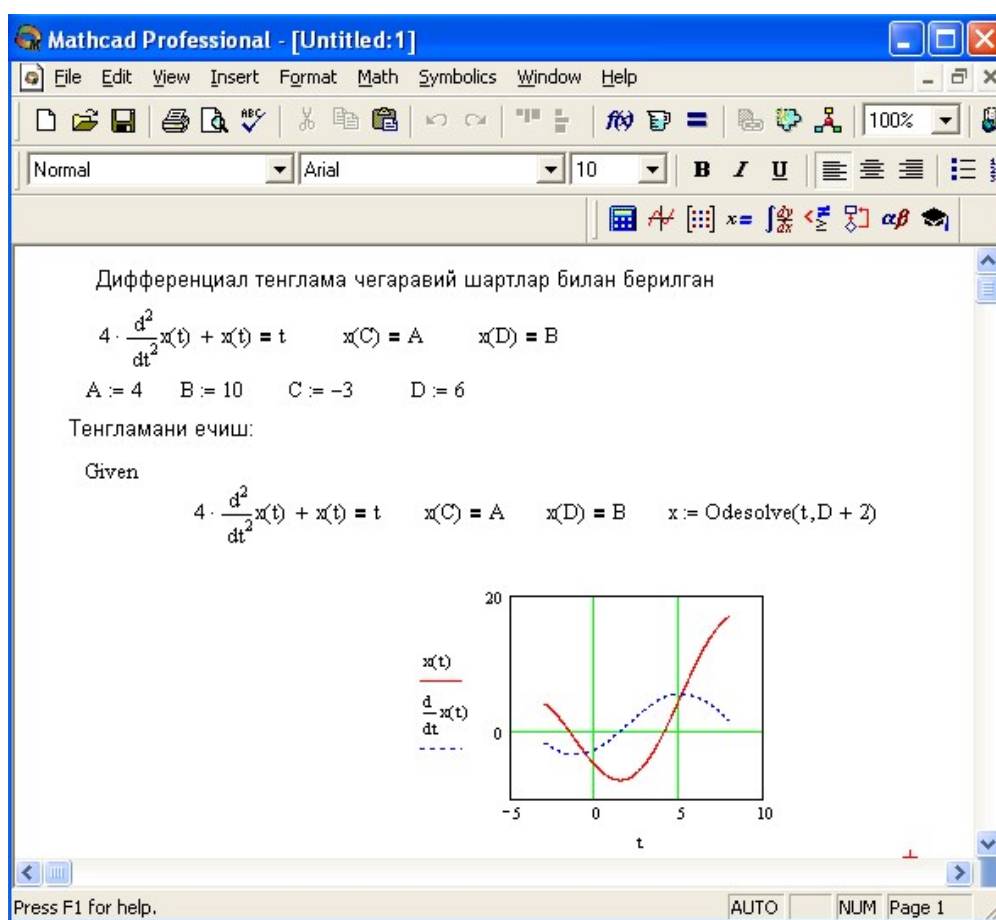 Mathcad Professional - [Untitled:1]
File Edit View Insert Format Math Symbolics Window Help
100%
Normal Arial 10 B I U
Дифференциал тенглама чегаравий шартлар билан берилган
4 · d²/dt² x(t) + x(t) = t x(C) = A x(D) = B
A := 4 B := 10 C := −3 D := 6
Тенгламани ечиш:
Given
4 · d²/dt² x(t) + x(t) = t x(C) = A x(D) = B x := Odesolve(t,D + 2)
20
x(t)
d/dt x(t)
0
−5 0 5 10
t
Press F1 for help. AUTO NUM Page 1